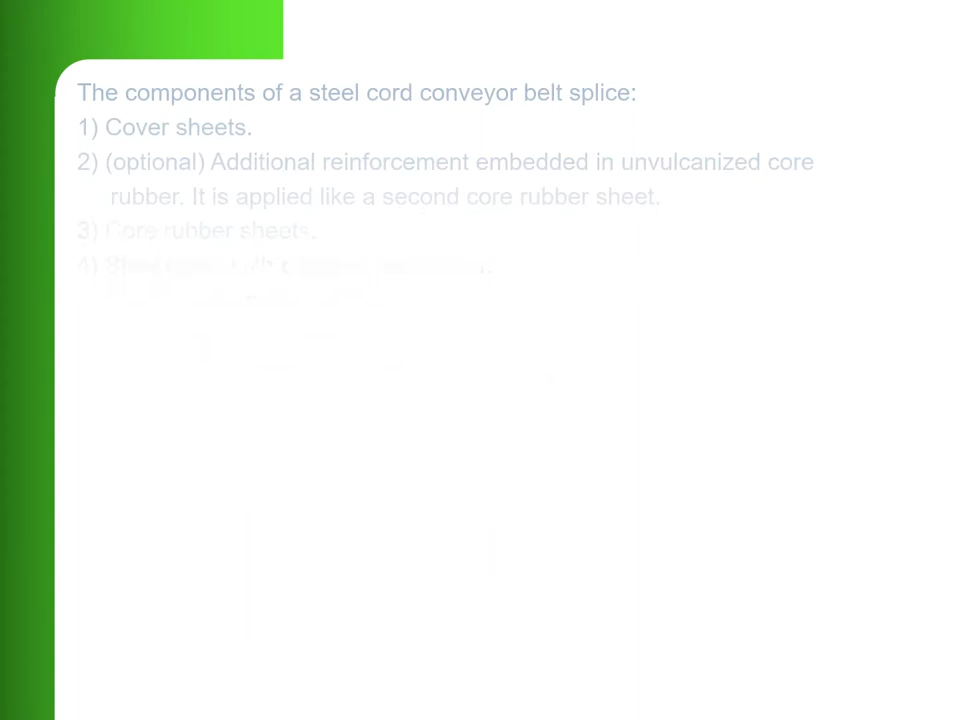 The components of a steel cord conveyor belt splice:
1) Cover sheets.
2) (optional) Additional reinforcement embedded in unvulcanized core
rubber. It is applied like a second core rubber sheet.
3) Core rubber sheets.
4)